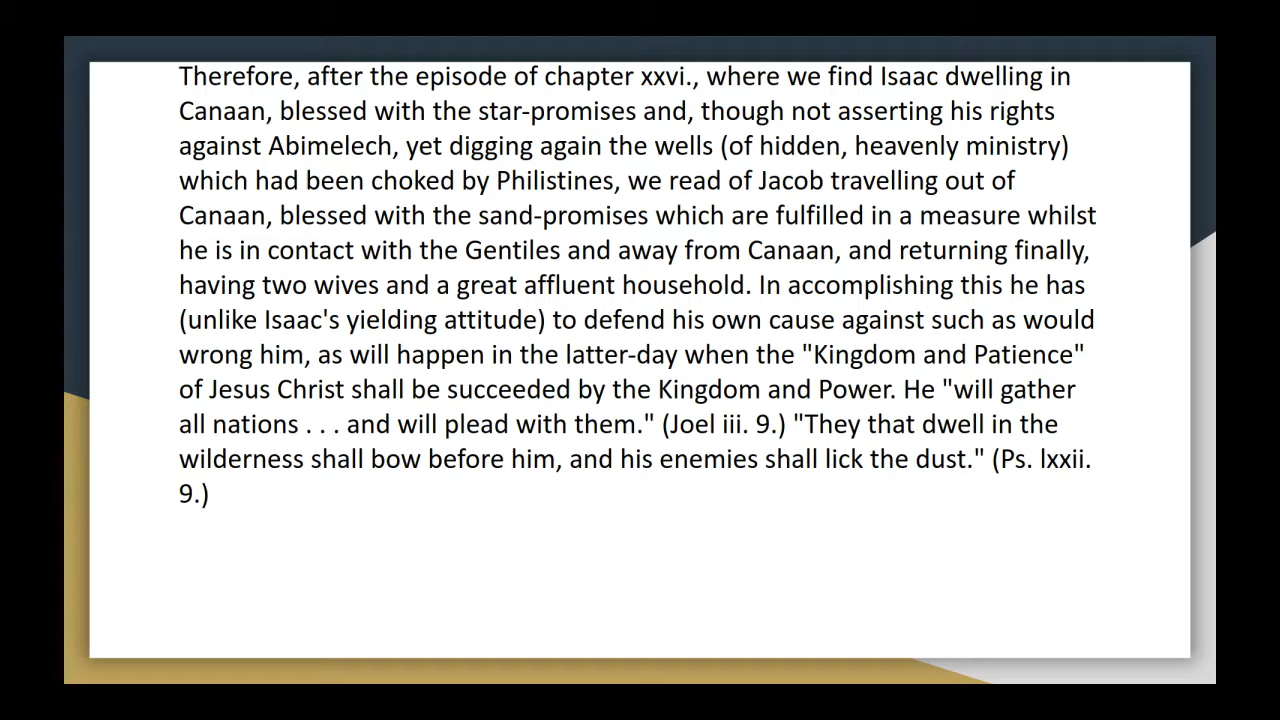 Therefore, after the episode of chapter xxvi., where we find Isaac dwelling in
Canaan, blessed with the star-promises and, though not asserting his rights
against Abimelech, yet digging again the wells (of hidden, heavenly ministry)
which had been choked by Philistines, we read of Jacob travelling out of
Canaan, blessed with the sand-promises which are fulfilled in a measure whilst
he is in contact with the Gentiles and away from Canaan, and returning finally,
having two wives and a great affluent household. In accomplishing this he has
(unlike Isaac's yielding attitude) to defend his own cause against such as would
wrong him, as will happen in the latter-day when the "Kingdom and Patience"
of Jesus Christ shall be succeeded by the Kingdom and Power. He "will gather
all nations . . . and will plead with them." (Joel iii. 9.) "They that dwell in the
wilderness shall bow before him, and his enemies shall lick the dust." (Ps. lxxii.
9.)